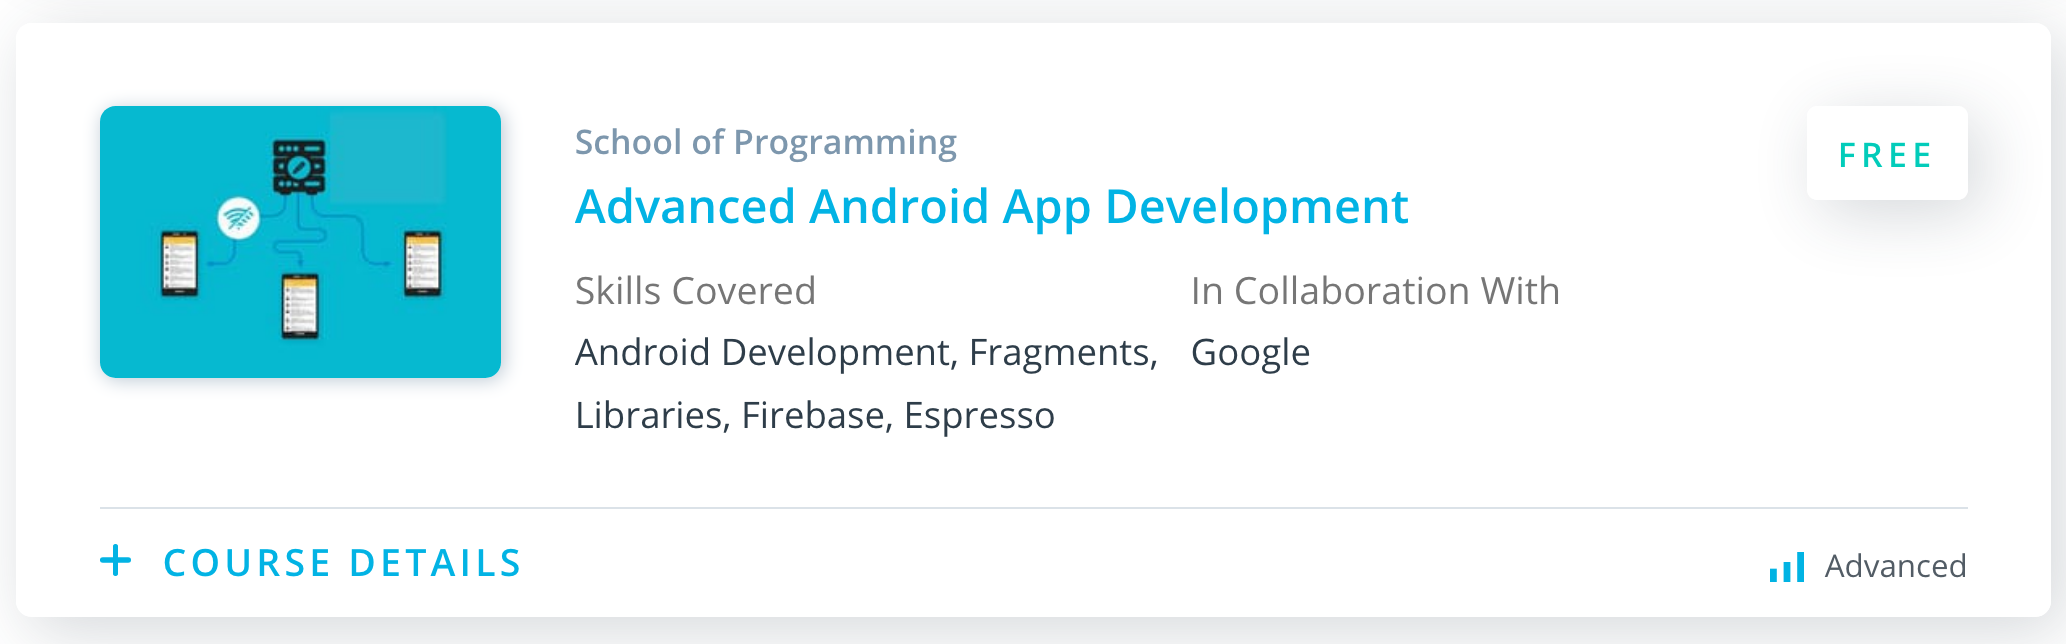 School of Programming
FREE
Advanced Android App Development
Skills Covered
Android Development, Fragments,
Libraries, Firebase, Espresso
In Collaboration With
Google
+ COURSE DETAILS
Advanced